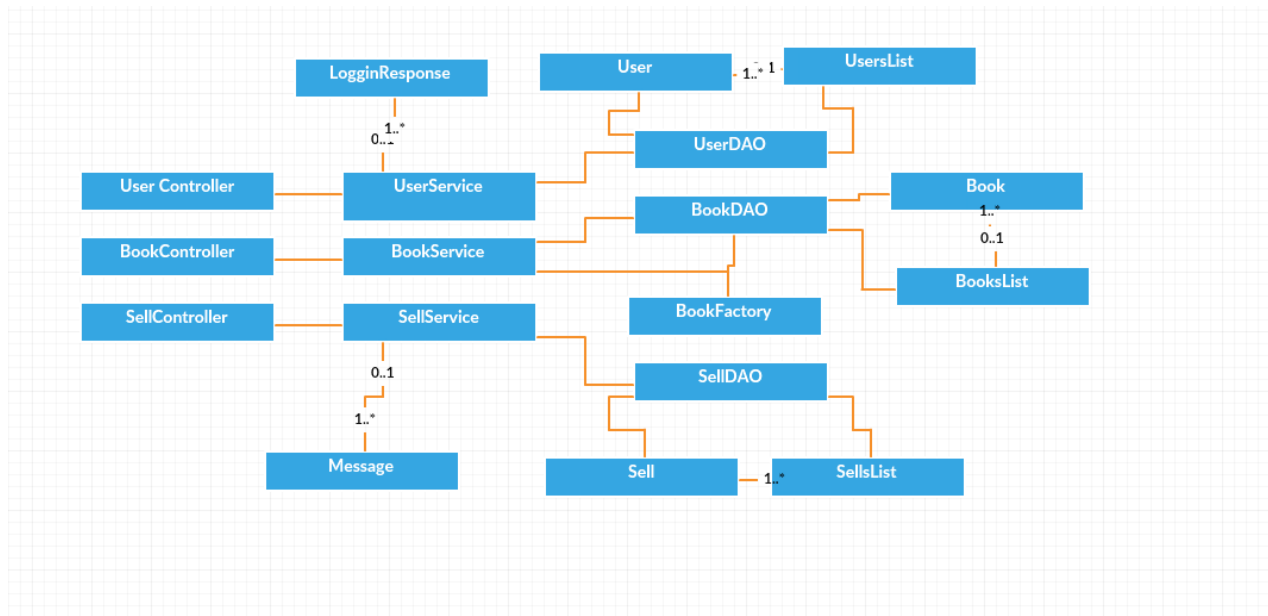 LogginResponse
User
1..*
1
UsersList
1..*
0..1
UserDAO
User Controller
UserService
BookDAO
Book
1..*
0..1
BookController
BookService
BooksList
BookFactory
SellController
SellService
0..1
SellDAO
1..*
Message
Sell
1..*
SellsList